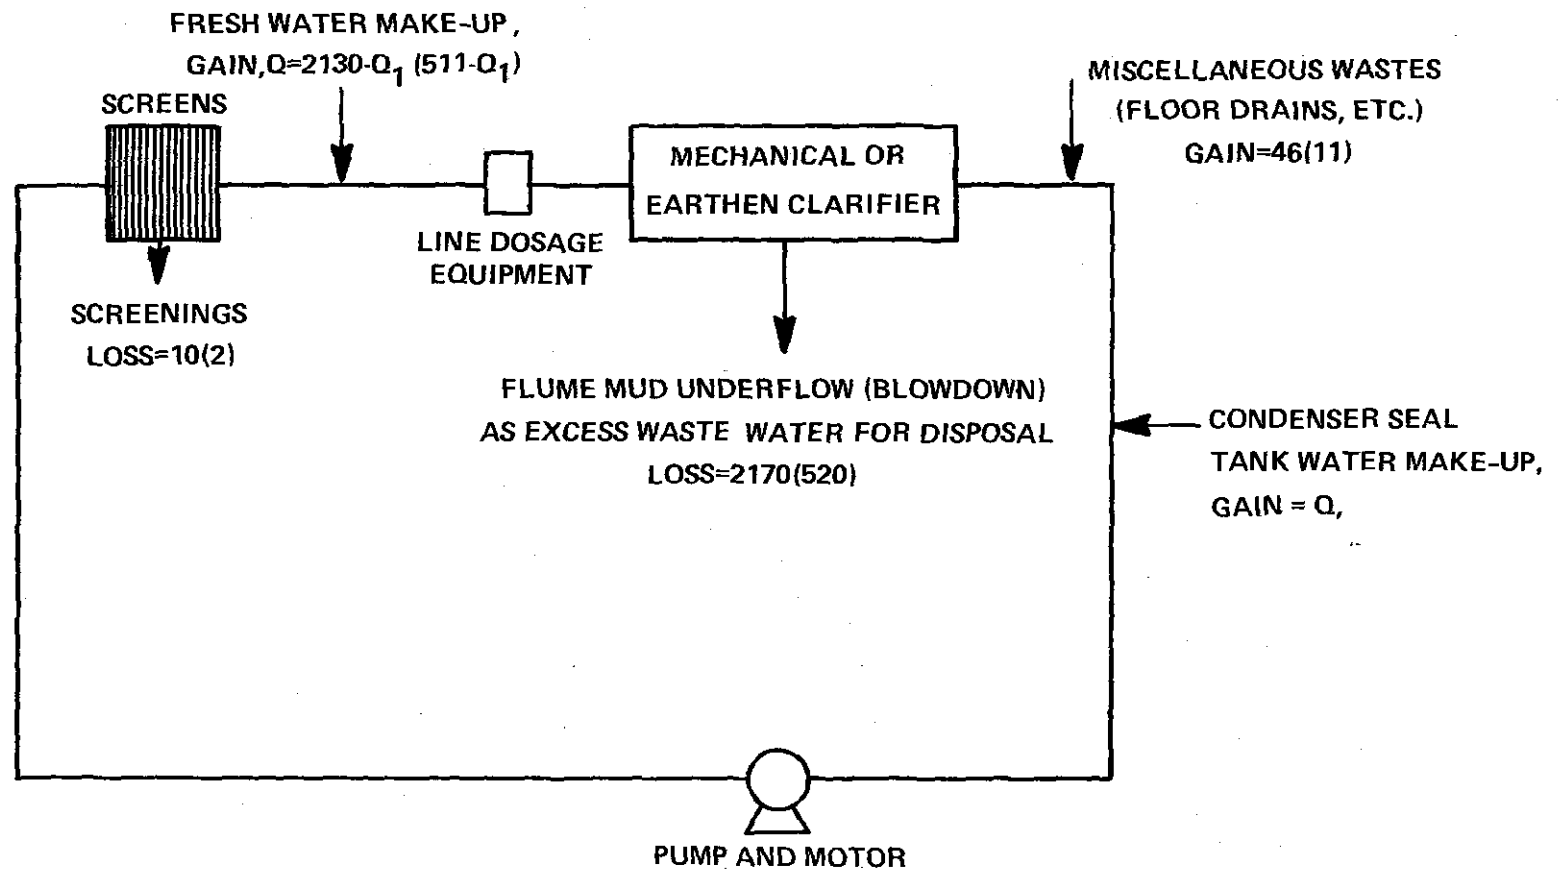 FRESH WATER MAKE-UP,
GAIN,Q=2130-Q1 (511-Q1)
SCREENS
MISCELLANEOUS WASTES
(FLOOR DRAINS, ETC.)
GAIN=46(11)
MECHANICAL OR
EARTHEN CLARIFIER
LINE DOSAGE
EQUIPMENT
SCREENINGS
LOSS=10(2)
FLUME MUD UNDERFLOW (BLOWDOWN)
AS EXCESS WASTE WATER FOR DISPOSAL
LOSS=2170(520)
CONDENSER SEAL
TANK WATER MAKE-UP,
GAIN = Q,
PUMP AND MOTOR